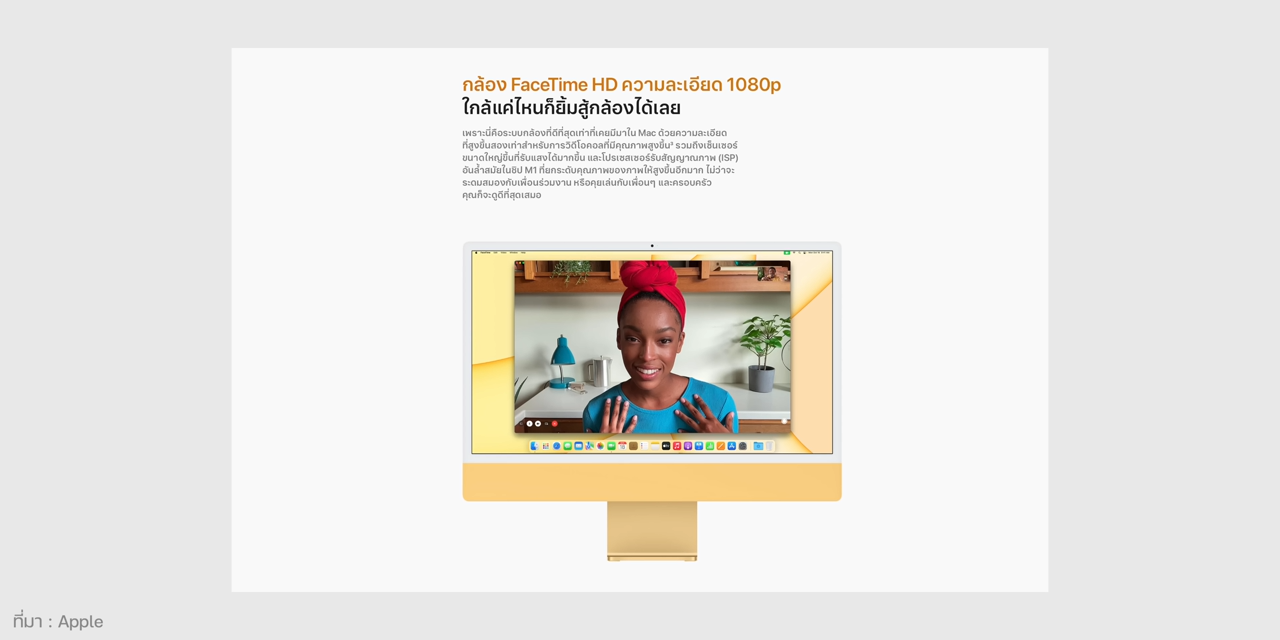 กล้อง FaceTime HD ความละเอียด 1080p
ใกล้แค่ไหนก็ยิ้มสู้กล้องได้เลย
เพราะนี่คือระบบกล้องที่ดีที่สุดเท่าที่เคยมีมาใน Mac ด้วยความละเอียด
ที่สูงขึ้นสองเท่าสำหรับการวิดีโอคอลที่มีคุณภาพสูงขึ้น³ รวมถึงเซ็นเซอร์
ขนาดใหญ่ขึ้นที่รับแสงได้มากขึ้น และโปรเซสเซอร์รับสัญญาณภาพ (ISP)
อันล้ำสมัยในชิป M1 ที่ยกระดับคุณภาพของภาพให้สูงขึ้นอีกมาก ไม่ว่าจะ
ระดมสมองกับเพื่อนร่วมงาน หรือคุยเล่นกับเพื่อนๆ และครอบครัว
คุณก็จะดูดีที่สุดเสมอ
ที่มา : Apple